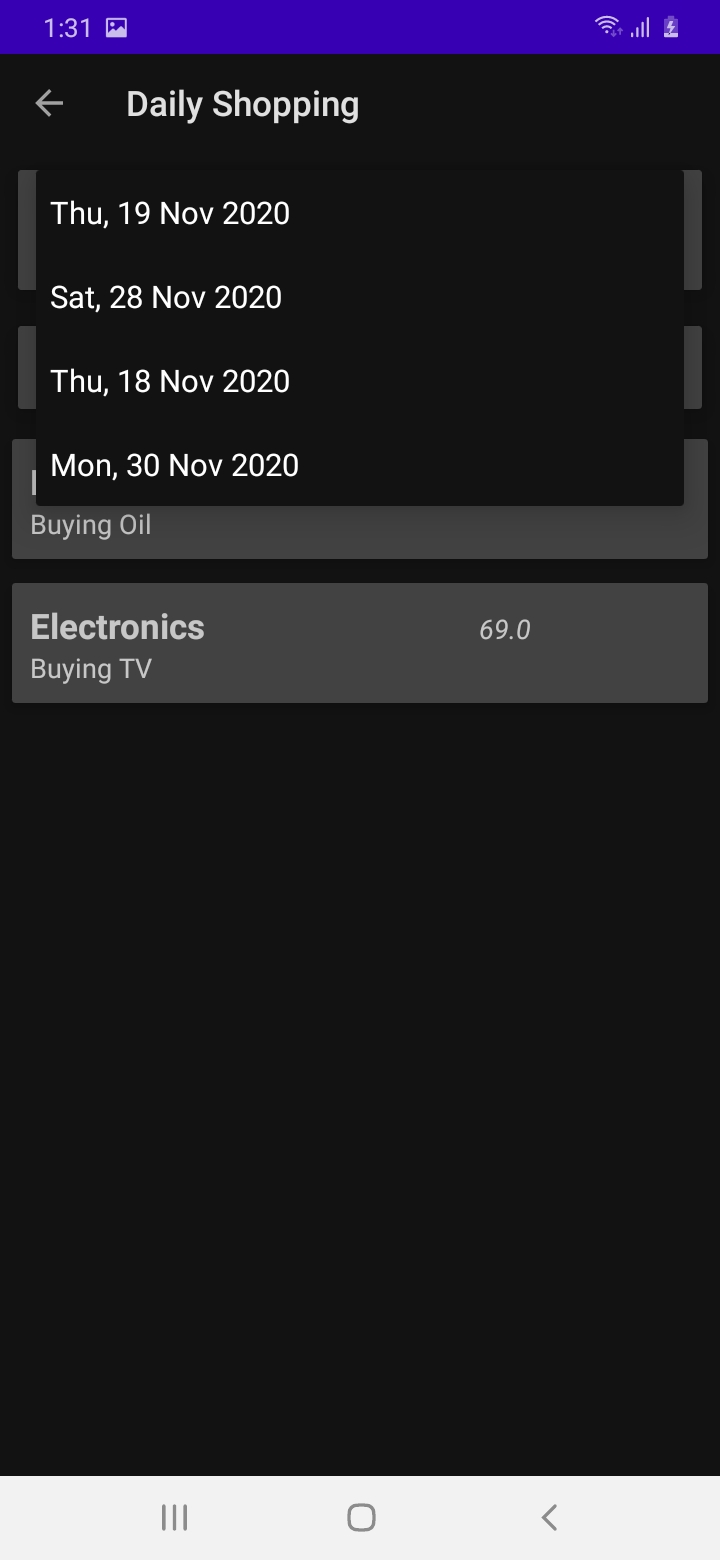 1:31
Daily Shopping
Thu, 19 Nov 2020
Sat, 28 Nov 2020
Thu, 18 Nov 2020
Mon, 30 Nov 2020
Buying Oil
Electronics 69.0
Buying TV